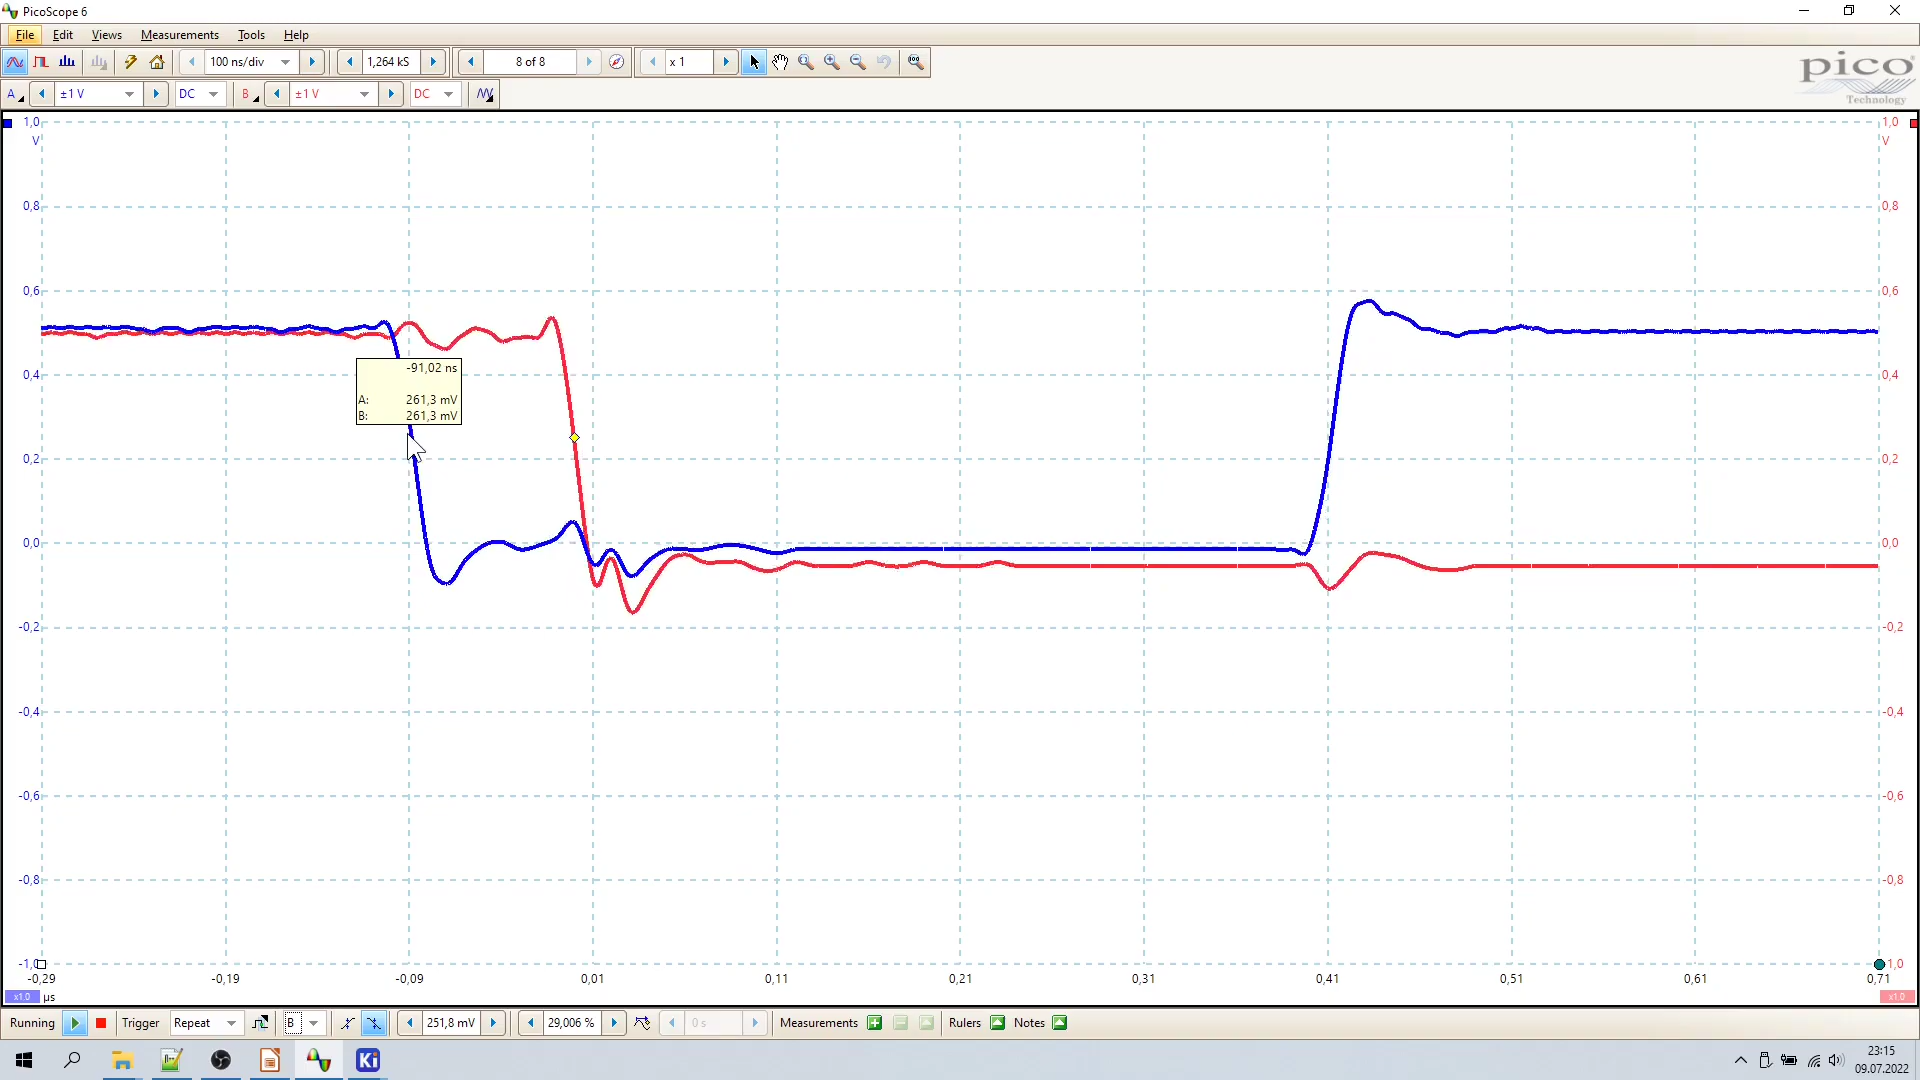 PicoScope 6
File Edit Views Measurements Tools Help
100 ns/div 1,264 kS 8 of 8 x 1
A ±1 V DC B ±1 V DC
pico
Technology
1,0 1,0
V V
0,8 0,8
0,6 0,6
0,4 0,4
-91,02 ns
A: 261,3 mV
B: 261,3 mV
0,2 0,2
0,0 0,0
-0,2 -0,2
-0,4 -0,4
-0,6 -0,6
-0,8 -0,8
-1,0 1,0
-0,29 -0,19 -0,09 0,01 0,11 0,21 0,31 0,41 0,51 0,61 0,71
x1.0 µs x1.0
Running Trigger Repeat B 251,8 mV 29,006 % 0 s Measurements Rulers Notes
Ki
23:15
09.07.2022